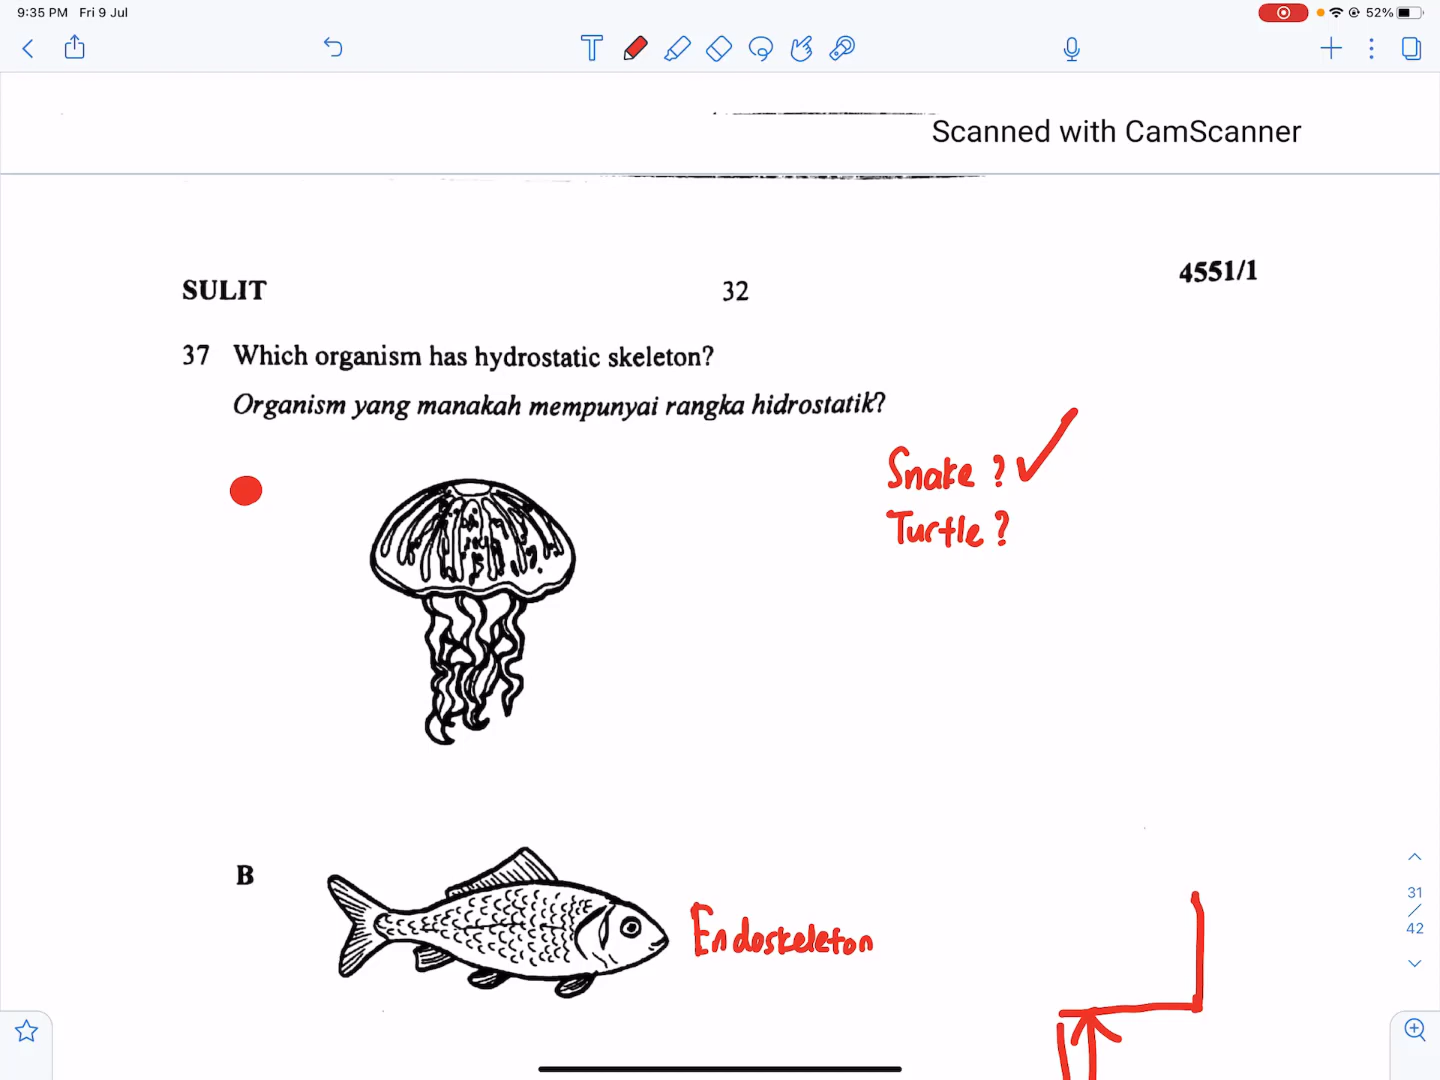 9:35 PM Fri 9 Jul
52%
T
Scanned with CamScanner
SULIT
32
4551/1
37 Which organism has hydrostatic skeleton?
Organism yang manakah mempunyai rangka hidrostatik?
Snake ? ✓
Turtle ?
B
Endoskeleton
31
/
42